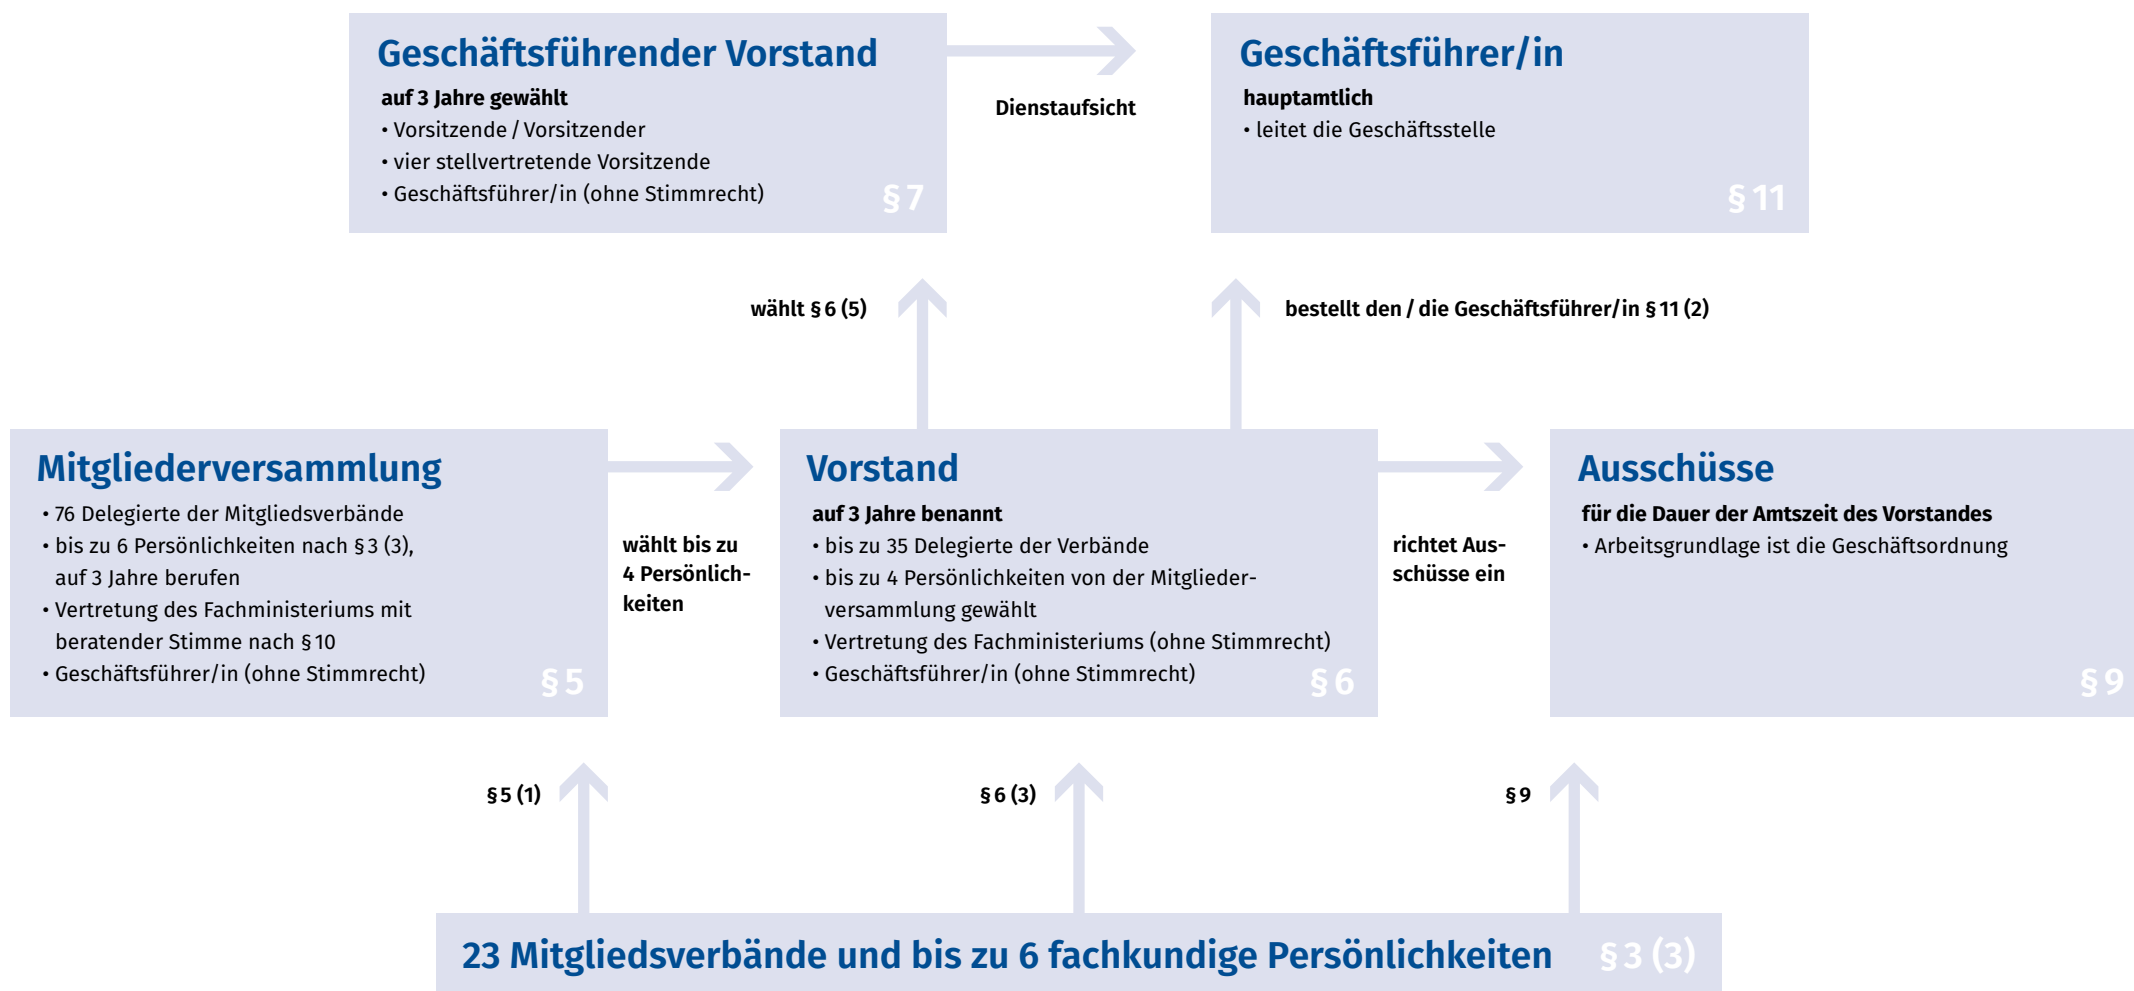 Geschäftsführender Vorstand
auf 3 Jahre gewählt
• Vorsitzende / Vorsitzender
• vier stellvertretende Vorsitzende
• Geschäftsführer/in (ohne Stimmrecht)
§ 7
Dienstaufsicht
Geschäftsführer/in
hauptamtlich
• leitet die Geschäftsstelle
§ 11
wählt § 6 (5)
bestellt den / die Geschäftsführer/in § 11 (2)
Mitgliederversammlung
• 76 Delegierte der Mitgliedsverbände
• bis zu 6 Persönlichkeiten nach § 3 (3),
auf 3 Jahre berufen
• Vertretung des Fachministeriums mit
beratender Stimme nach § 10
• Geschäftsführer/in (ohne Stimmrecht)
§ 5
wählt bis zu
4 Persönlich-
keiten
Vorstand
auf 3 Jahre benannt
• bis zu 35 Delegierte der Verbände
• bis zu 4 Persönlichkeiten von der Mitglieder-
versammlung gewählt
• Vertretung des Fachministeriums (ohne Stimmrecht)
• Geschäftsführer/in (ohne Stimmrecht)
§ 6
richtet Aus-
schüsse ein
Ausschüsse
für die Dauer der Amtszeit des Vorstandes
• Arbeitsgrundlage ist die Geschäftsordnung
§ 9
§ 5 (1)
§ 6 (3)
§ 9
23 Mitgliedsverbände und bis zu 6 fachkundige Persönlichkeiten
§ 3 (3)